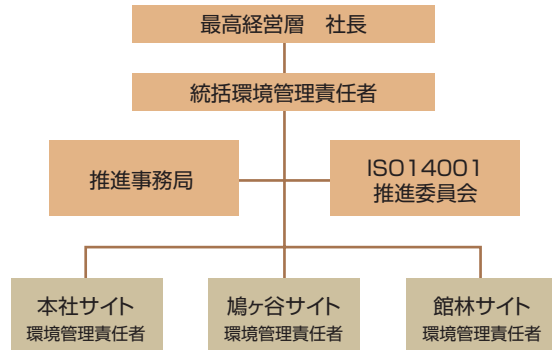 最高経営層　社長
統括環境管理責任者
推進事務局
ISO14001
推進委員会
本社サイト
環境管理責任者
鳩ヶ谷サイト
環境管理責任者
館林サイト
環境管理責任者